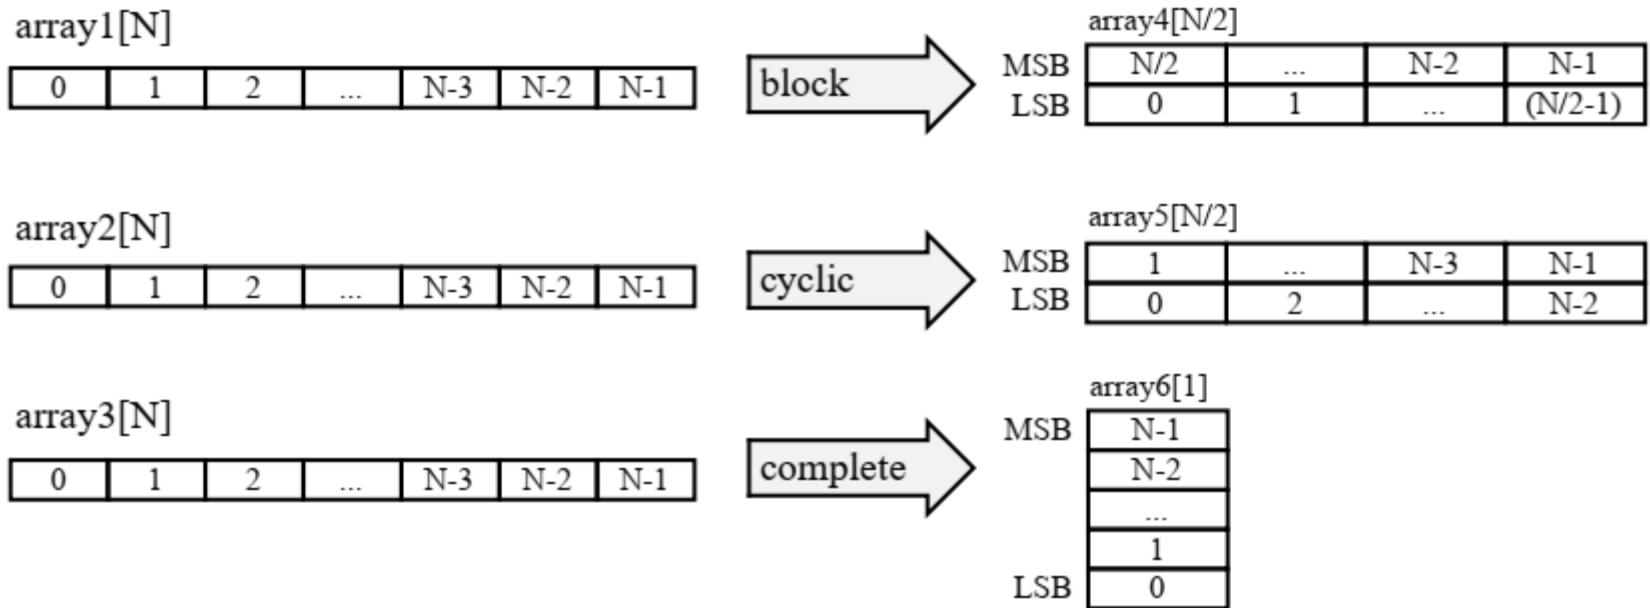 array1[N]
0 1 2 ... N-3 N-2 N-1
block
array4[N/2]
MSB N/2 ... N-2 N-1
LSB 0 1 ... (N/2-1)
array2[N]
0 1 2 ... N-3 N-2 N-1
cyclic
array5[N/2]
MSB 1 ... N-3 N-1
LSB 0 2 ... N-2
array3[N]
0 1 2 ... N-3 N-2 N-1
complete
array6[1]
MSB N-1
N-2
...
1
LSB 0